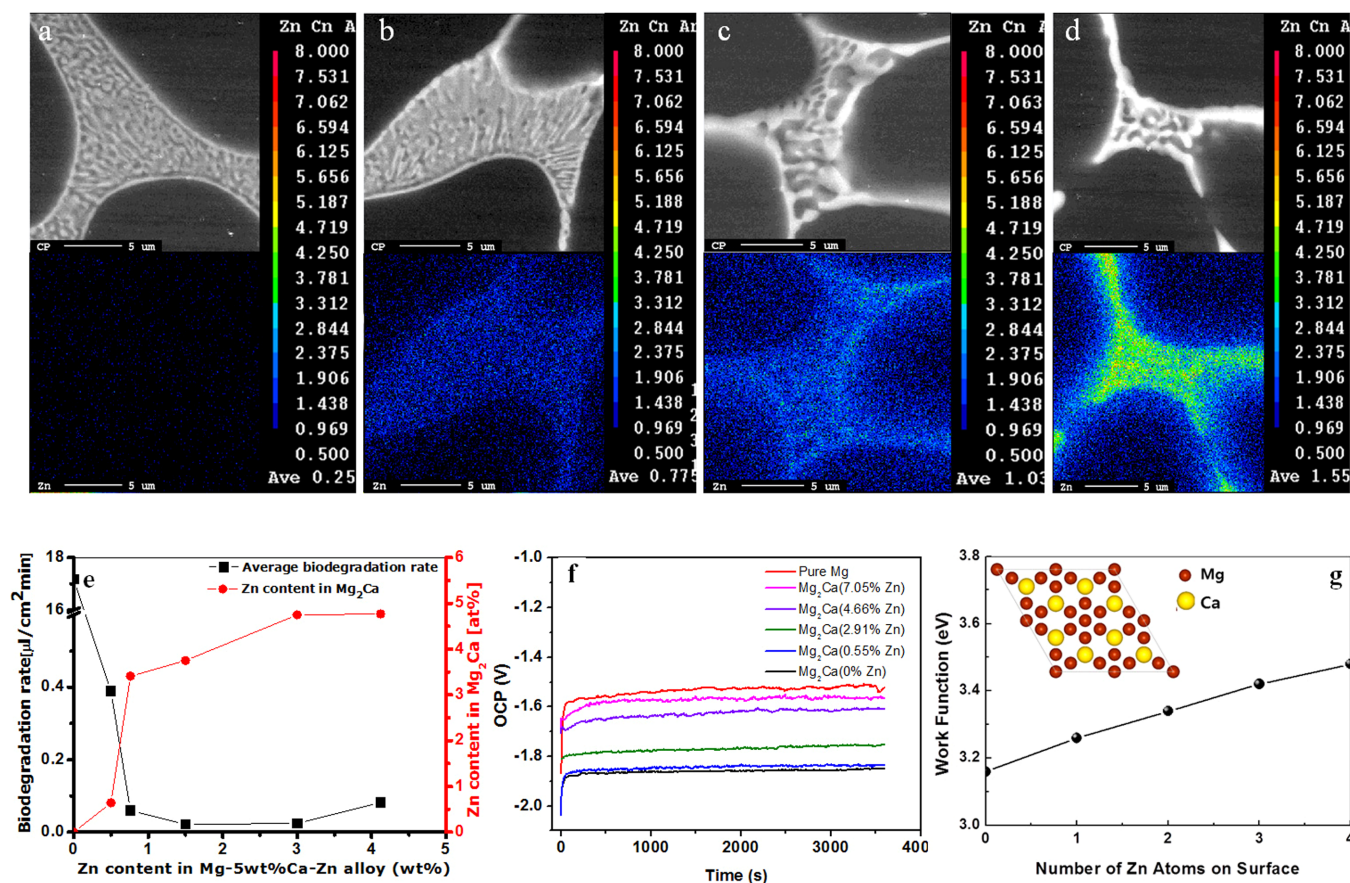 a
Zn Cn A
8.000
7.531
7.062
6.594
6.125
5.656
5.187
4.719
4.250
3.781
3.312
2.844
2.375
1.906
1.438
0.969
0.500
Ave 0.25
CP 5 um
Zn 5 um
b
Zn Cn A
8.000
7.531
7.062
6.594
6.125
5.656
5.188
4.719
4.250
3.781
3.312
2.844
2.375
1.906
1.438
0.969
0.500
Ave 0.775
CP 5 um
Zn 5 um
c
Zn Cn A
8.000
7.531
7.063
6.594
6.125
5.656
5.188
4.719
4.250
3.781
3.312
2.844
2.375
1.906
1.438
0.969
0.500
Ave 1.03
CP 5 um
Zn 5 um
d
Zn Cn A
8.000
7.531
7.063
6.594
6.125
5.656
5.188
4.719
4.250
3.781
3.312
2.844
2.375
1.906
1.438
0.969
0.500
Ave 1.55
CP 5 um
Zn 5 um
e
Average biodegradation rate
Zn content in Mg2Ca
Biodegradation rate[µl/cm²min]
18
16
0.4
0.2
0.0
Zn content in Mg2Ca [at%]
6
5
4
3
2
1
0
0 1 2 3 4 5
Zn content in Mg-5wt%Ca-Zn alloy (wt%)
f
Pure Mg
Mg2Ca(7.05% Zn)
Mg2Ca(4.66% Zn)
Mg2Ca(2.91% Zn)
Mg2Ca(0.55% Zn)
Mg2Ca(0% Zn)
OCP (V)
-1.0
-1.2
-1.4
-1.6
-1.8
-2.0
0 1000 2000 3000 400
Time (s)
g
Mg
Ca
Work Function (eV)
3.8
3.6
3.4
3.2
3.0
0 1 2 3 4
Number of Zn Atoms on Surface